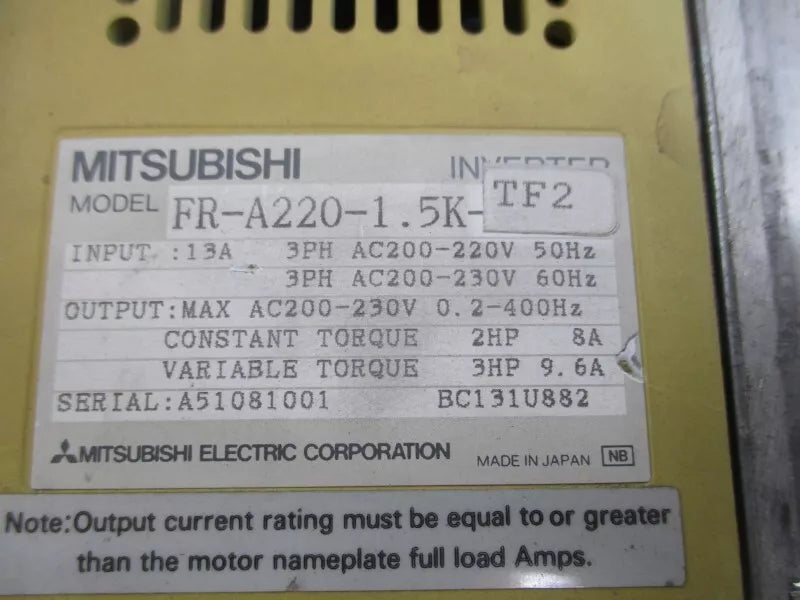 MITSUBISHI INVERTER
MODEL FR-A220-1.5K-TF2
INPUT :13A 3PH AC200-220V 50Hz
3PH AC200-230V 60Hz
OUTPUT:MAX AC200-230V 0.2-400Hz
CONSTANT TORQUE 2HP 8A
VARIABLE TORQUE 3HP 9.6A
SERIAL:A51081001 BC131U882
MITSUBISHI ELECTRIC CORPORATION MADE IN JAPAN NB
Note:Output current rating must be equal to or greater
than the motor nameplate full load Amps.